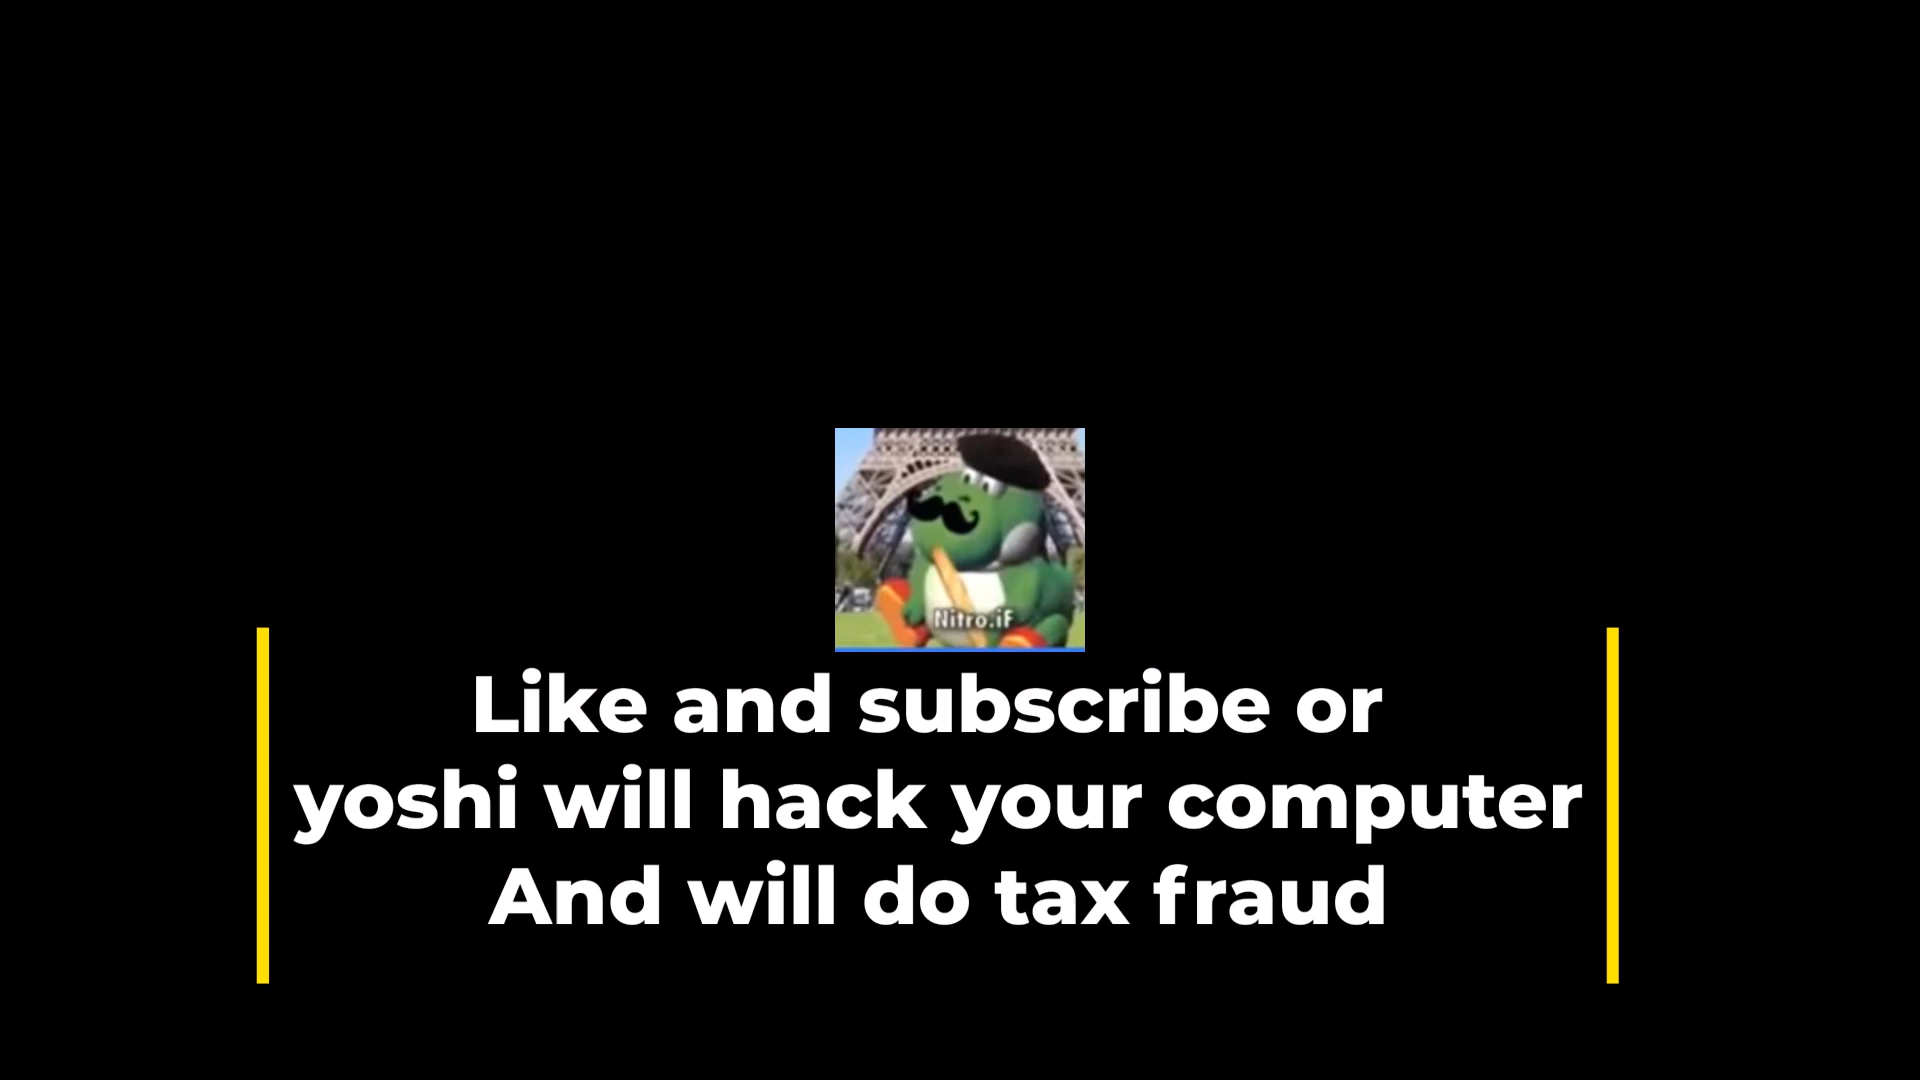 Nitro.iF
Like and subscribe or
yoshi will hack your computer
And will do tax fraud